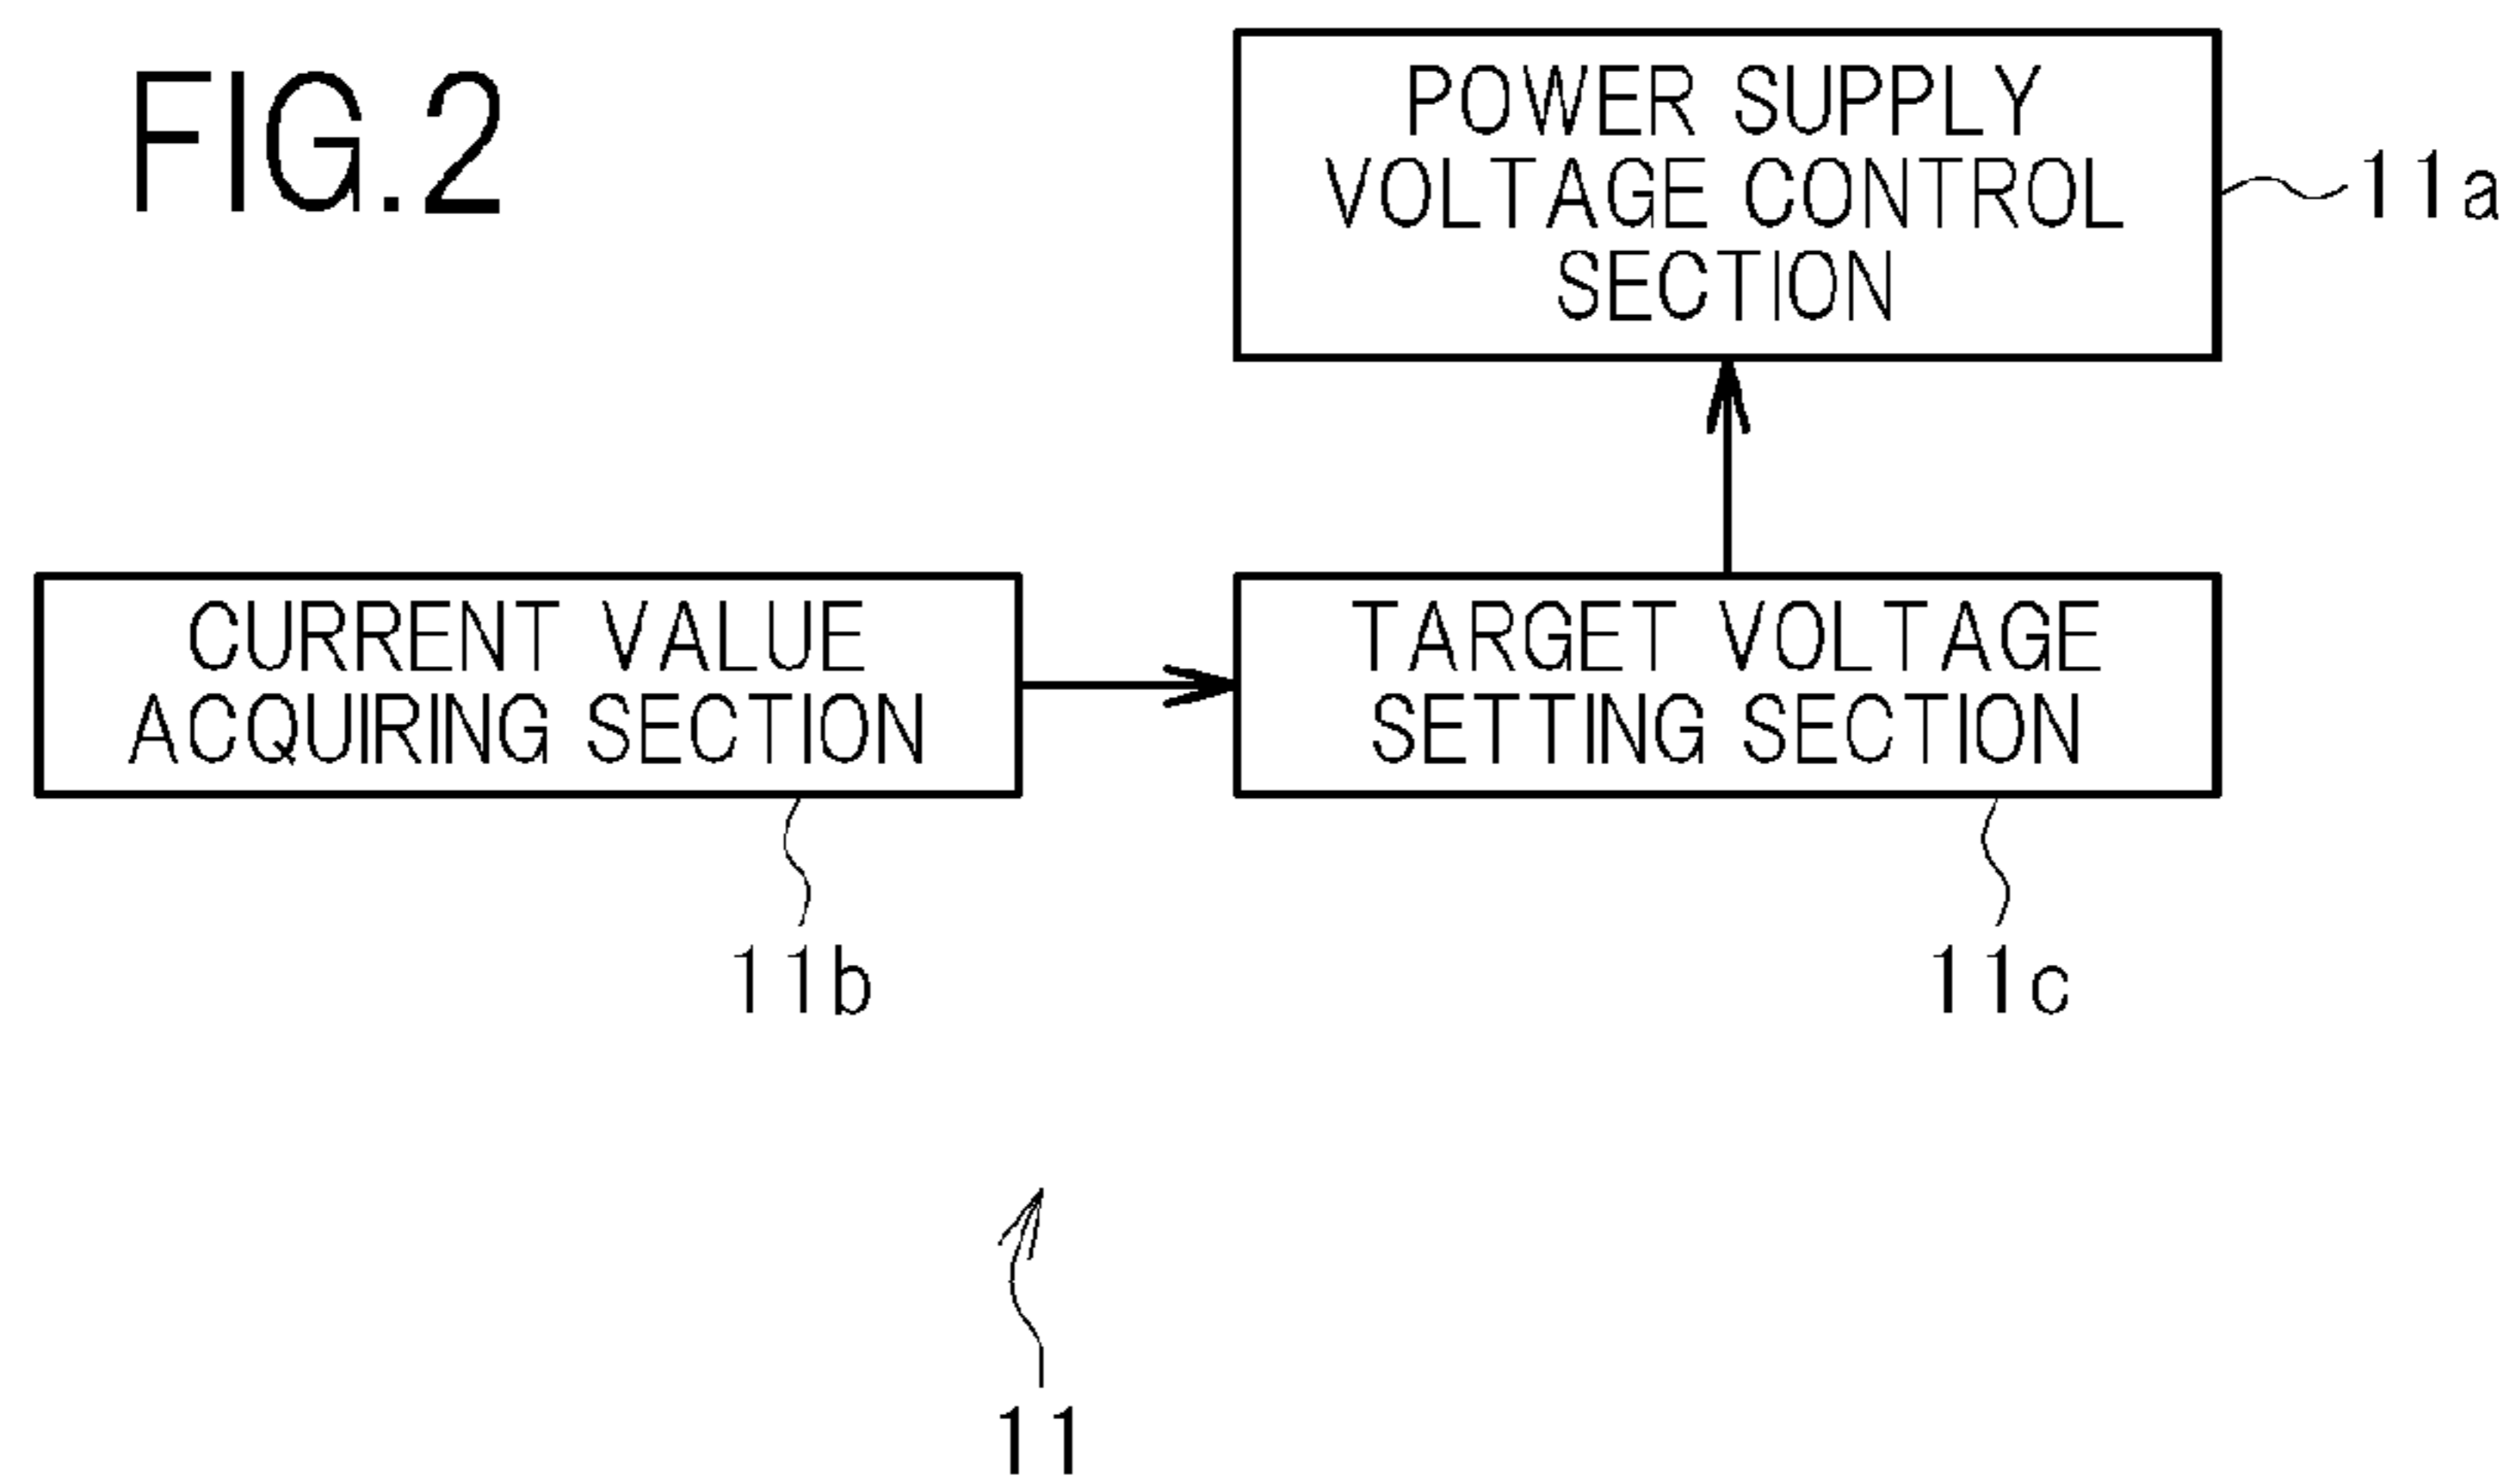 FIG.2
POWER SUPPLY
VOLTAGE CONTROL
SECTION
11a
CURRENT VALUE
ACQUIRING SECTION
TARGET VOLTAGE
SETTING SECTION
11b
11c
11